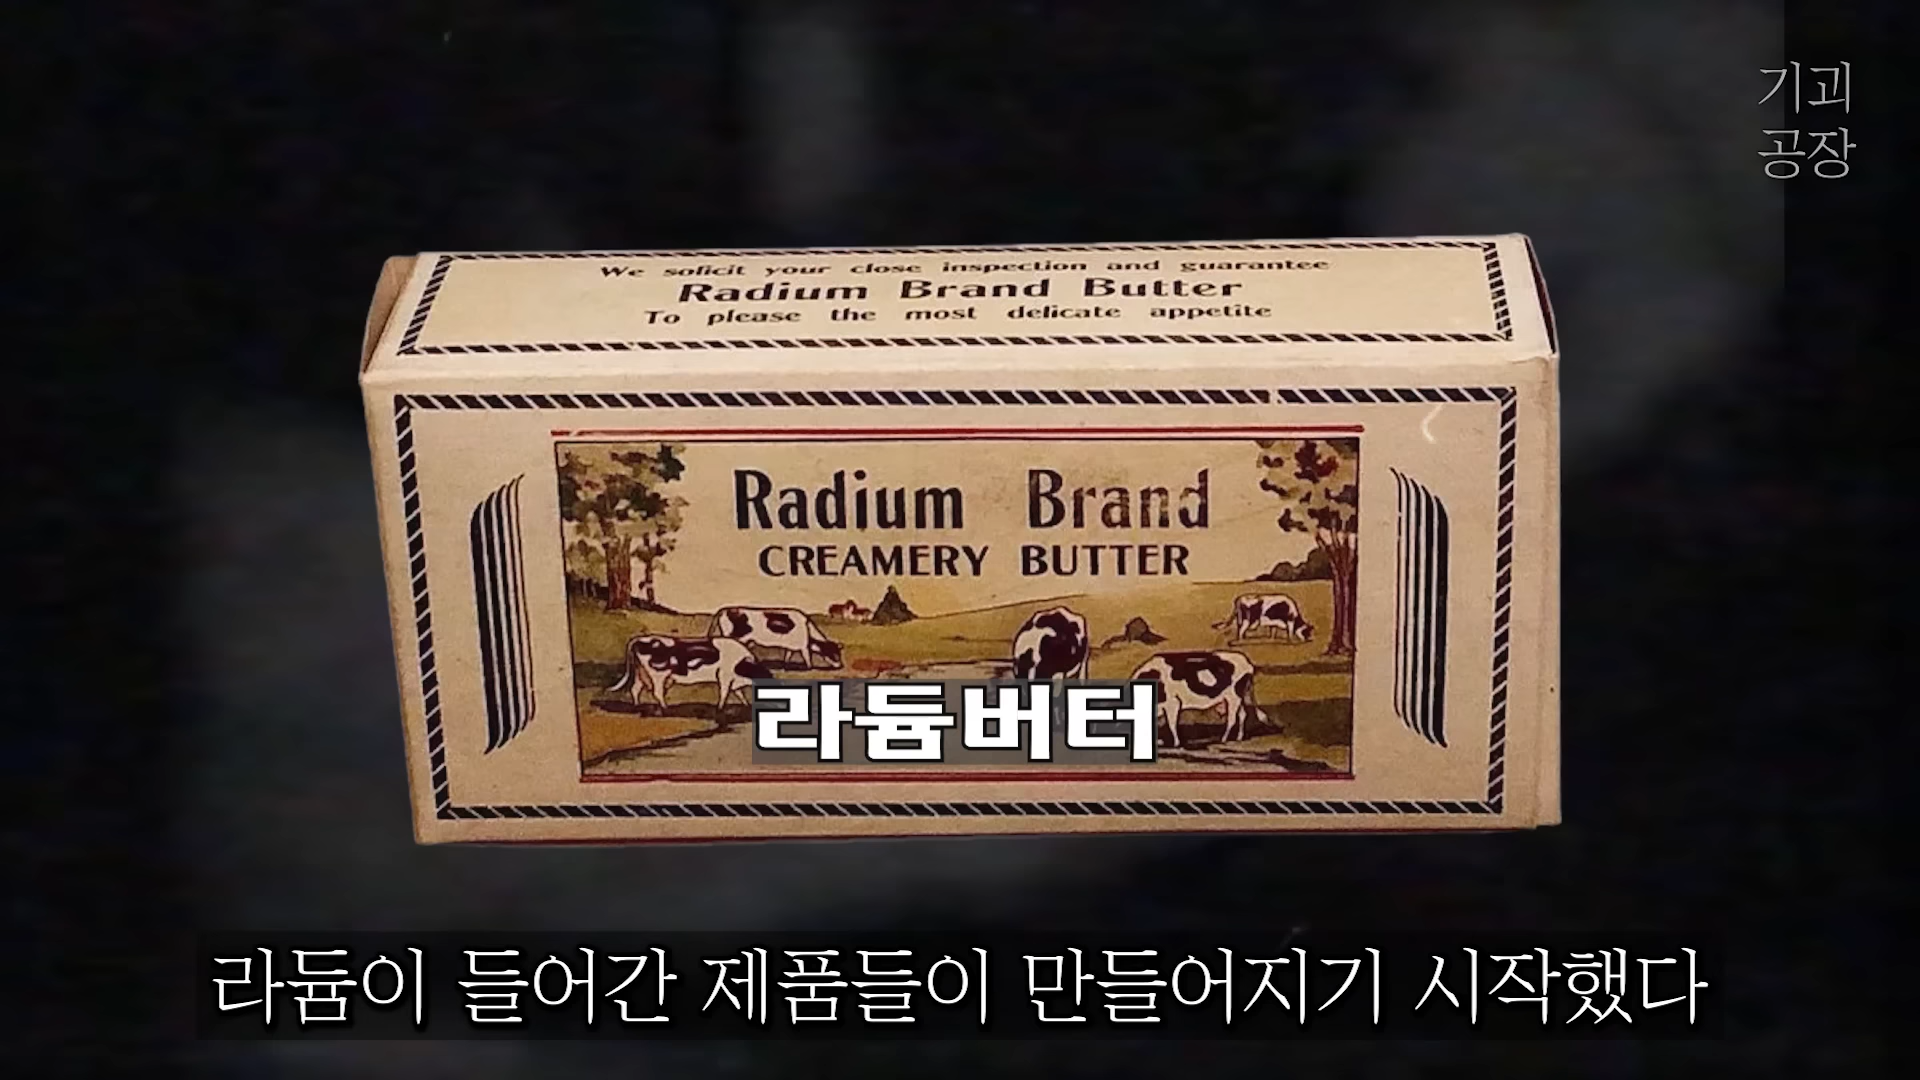 기괴
공장
We solicit your close inspection and guarantee
Radium Brand Butter
To please the most delicate appetite
Radium Brand
CREAMERY BUTTER
라듐버터
라듐이 들어간 제품들이 만들어지기 시작했다